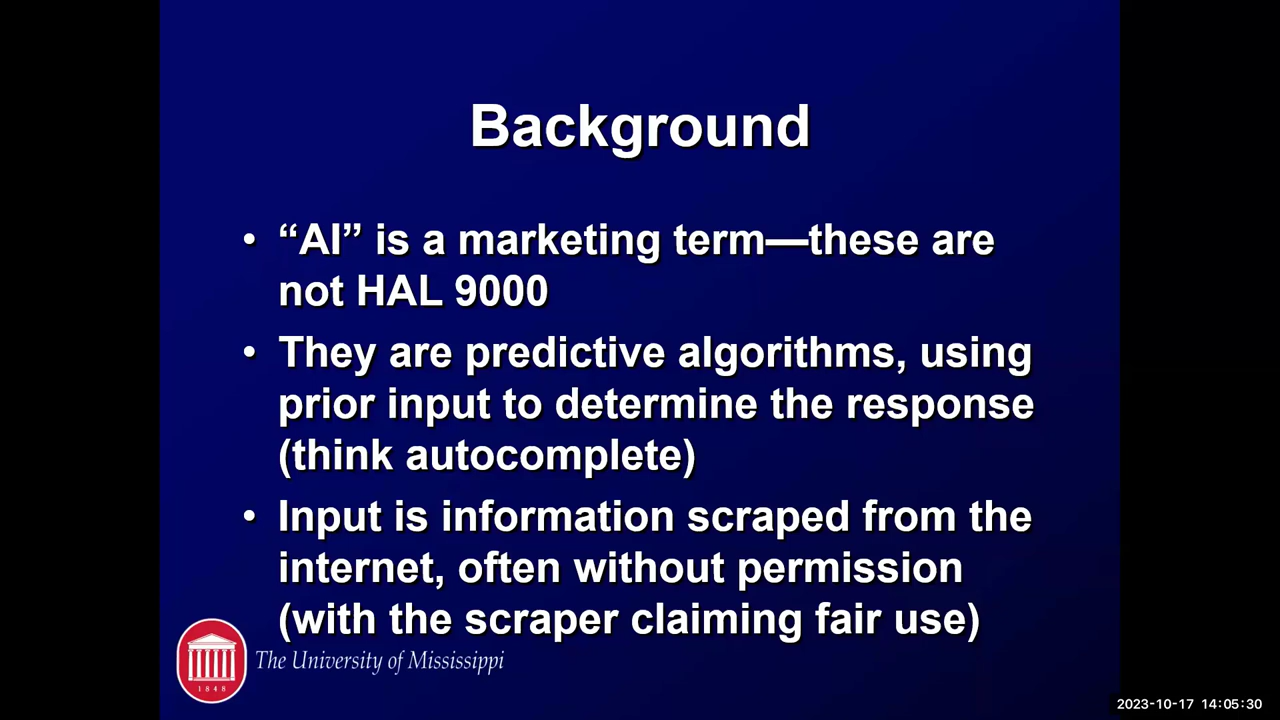 Background
• “AI” is a marketing term—these are
not HAL 9000
• They are predictive algorithms, using
prior input to determine the response
(think autocomplete)
• Input is information scraped from the
internet, often without permission
(with the scraper claiming fair use)
1848
The University of Mississippi
2023-10-17 14:05:30